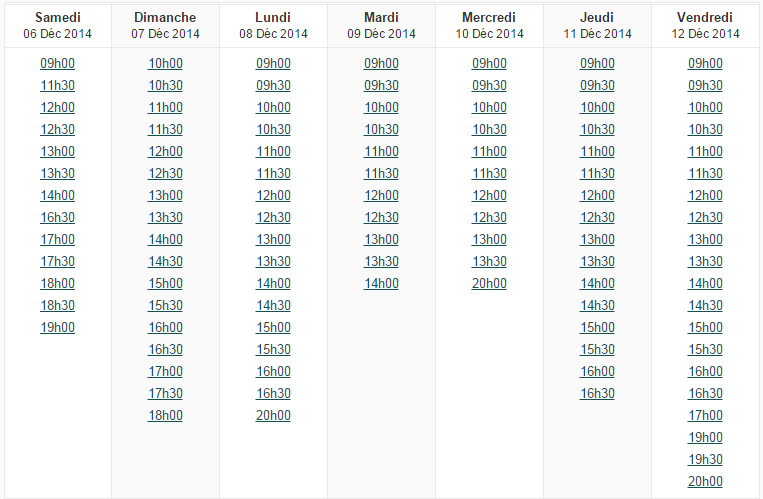 Samedi Dimanche Lundi Mardi Mercredi Jeudi Vendredi
06 Déc 2014 07 Déc 2014 08 Déc 2014 09 Déc 2014 10 Déc 2014 11 Déc 2014 12 Déc 2014
09h00 10h00 09h00 09h00 09h00 09h00 09h00
11h30 10h30 09h30 09h30 09h30 09h30 09h30
12h00 11h00 10h00 10h00 10h00 10h00 10h00
12h30 11h30 10h30 10h30 10h30 10h30 10h30
13h00 12h00 11h00 11h00 11h00 11h00 11h00
13h30 12h30 11h30 11h30 11h30 11h30 11h30
14h00 13h00 12h00 12h00 12h00 12h00 12h00
16h30 13h30 12h30 12h30 12h30 12h30 12h30
17h00 14h00 13h00 13h00 13h00 13h00 13h00
17h30 14h30 13h30 13h30 13h30 13h30 13h30
18h00 15h00 14h00 14h00 20h00 14h00 14h00
18h30 15h30 14h30 14h30 14h30
19h00 16h00 15h00 15h00 15h00
16h30 15h30 15h30 15h30
17h00 16h00 16h00 16h00
17h30 16h30 16h30 16h30
18h00 20h00 17h00
19h00
19h30
20h00